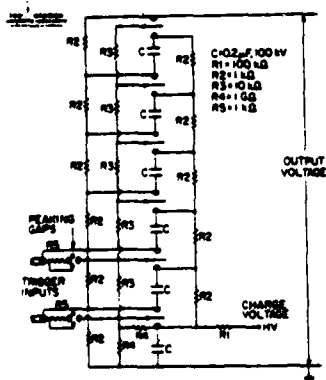 R2
R3
C
C=0.2μF, 100 kV
R1=100 kΩ
R2=1 kΩ
R3=10 kΩ
R4=1 GΩ
R5=1 kΩ
R2
R2
R3
C
R2
R2
R3
C
R2
OUTPUT
VOLTAGE
PEAKING
GAPS
R5
R2
R3
C
R2
TRIGGER
INPUTS
R2
R3
C
R2
R5
CHARGE
VOLTAGE
R4
R1
HV
R2
R4
C